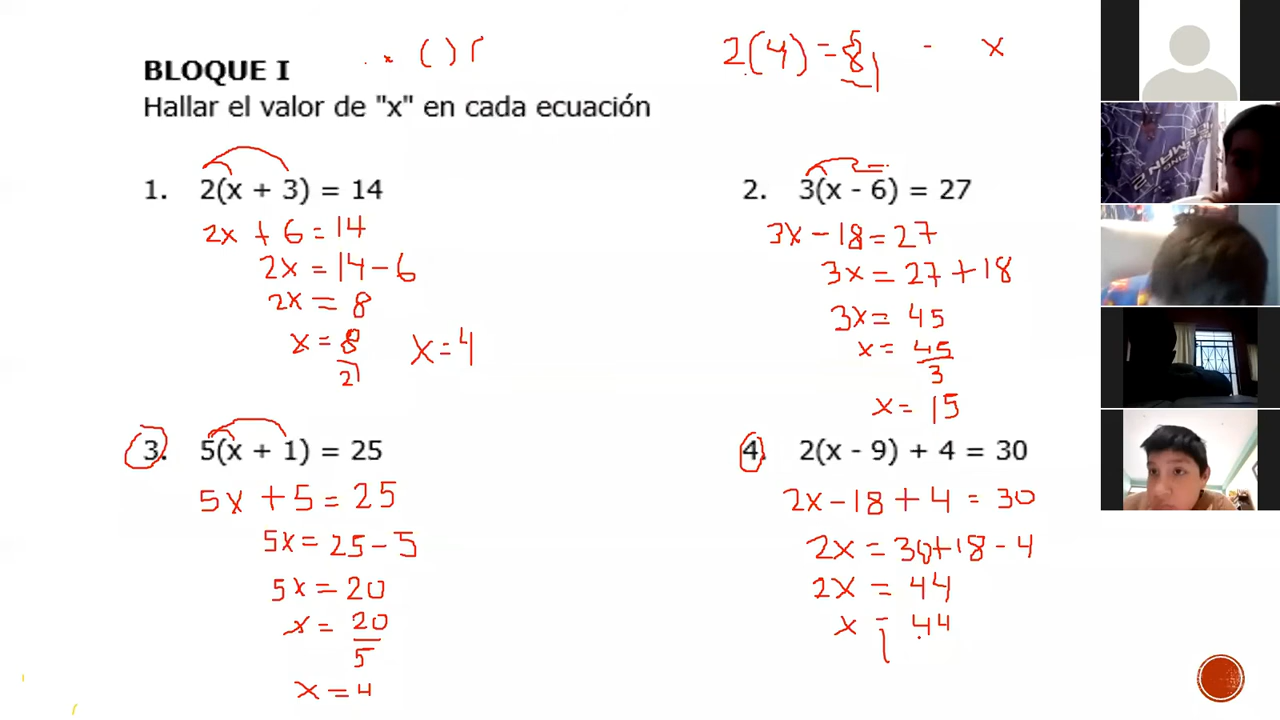 BLOQUE I
. × ( ) (
2(4) = 8
- x
Hallar el valor de "x" en cada ecuación
1. 2(x + 3) = 14
2x + 6 = 14
2x = 14 - 6
2x = 8
x = 8/2
x = 4
2. 3(x - 6) = 27
3x - 18 = 27
3x = 27 + 18
3x = 45
x = 45/3
x = 15
3. 5(x + 1) = 25
5x + 5 = 25
5x = 25 - 5
5x = 20
x = 20/5
x = 4
4. 2(x - 9) + 4 = 30
2x - 18 + 4 = 30
2x = 30 + 18 - 4
2x = 44
x = 44